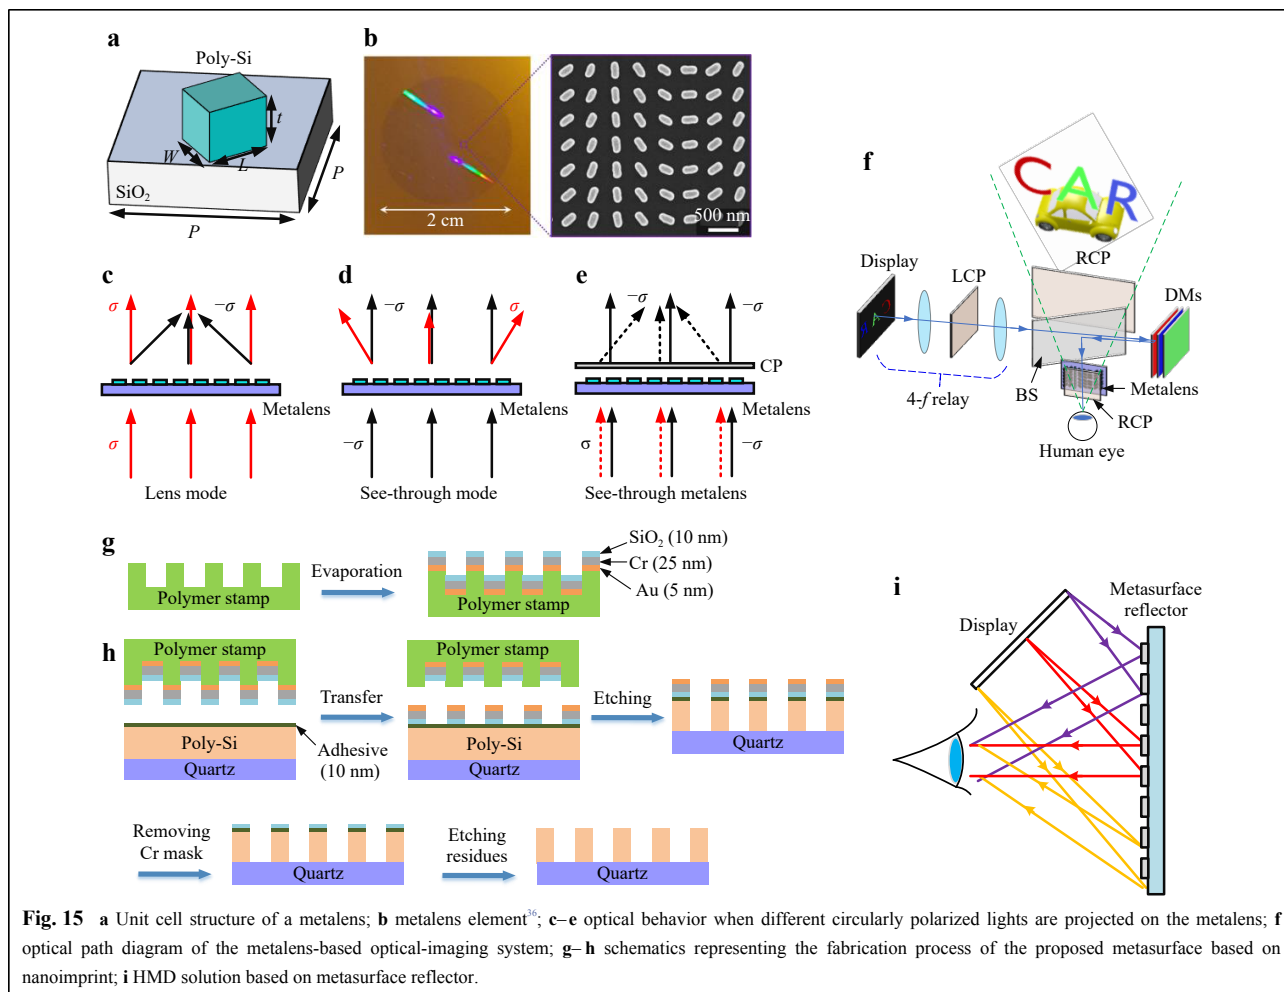 a
Poly-Si
t
W
L
P
SiO2
P
b
2 cm
500 nm
c
σ
−σ
Metalens
σ
Lens mode
d
−σ
σ
Metalens
−σ
See-through mode
e
−σ
−σ
CP
Metalens
σ
−σ
See-through metalens
f
CAR
RCP
Display
LCP
DMs
CAR
BS
Metalens
4-f relay
RCP
Human eye
g
Evaporation
SiO2 (10 nm)
Cr (25 nm)
Au (5 nm)
Polymer stamp
Polymer stamp
h
Polymer stamp
Polymer stamp
Transfer
Etching
Poly-Si
Adhesive
(10 nm)
Poly-Si
Quartz
Quartz
Quartz
Removing
Cr mask
Quartz
Etching
residues
Quartz
i
Metasurface
reflector
Display
Fig. 15 a Unit cell structure of a metalens; b metalens element36; c–e optical behavior when different circularly polarized lights are projected on the metalens; f
optical path diagram of the metalens-based optical-imaging system; g–h schematics representing the fabrication process of the proposed metasurface based on
nanoimprint; i HMD solution based on metasurface reflector.